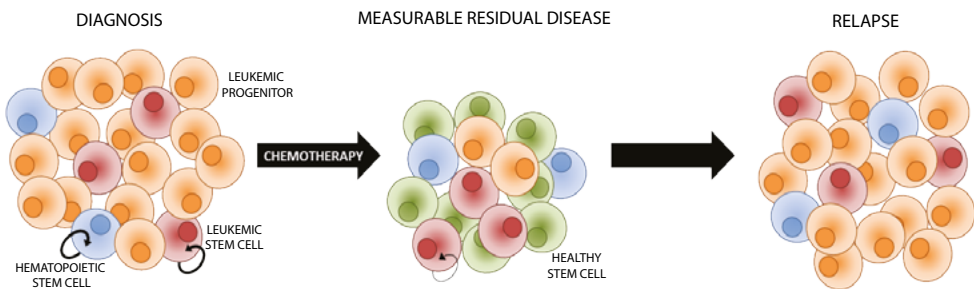 DIAGNOSIS
MEASURABLE RESIDUAL DISEASE
RELAPSE
LEUKEMIC
PROGENITOR
CHEMOTHERAPY
LEUKEMIC
STEM CELL
HEMATOPOIETIC
STEM CELL
HEALTHY
STEM CELL